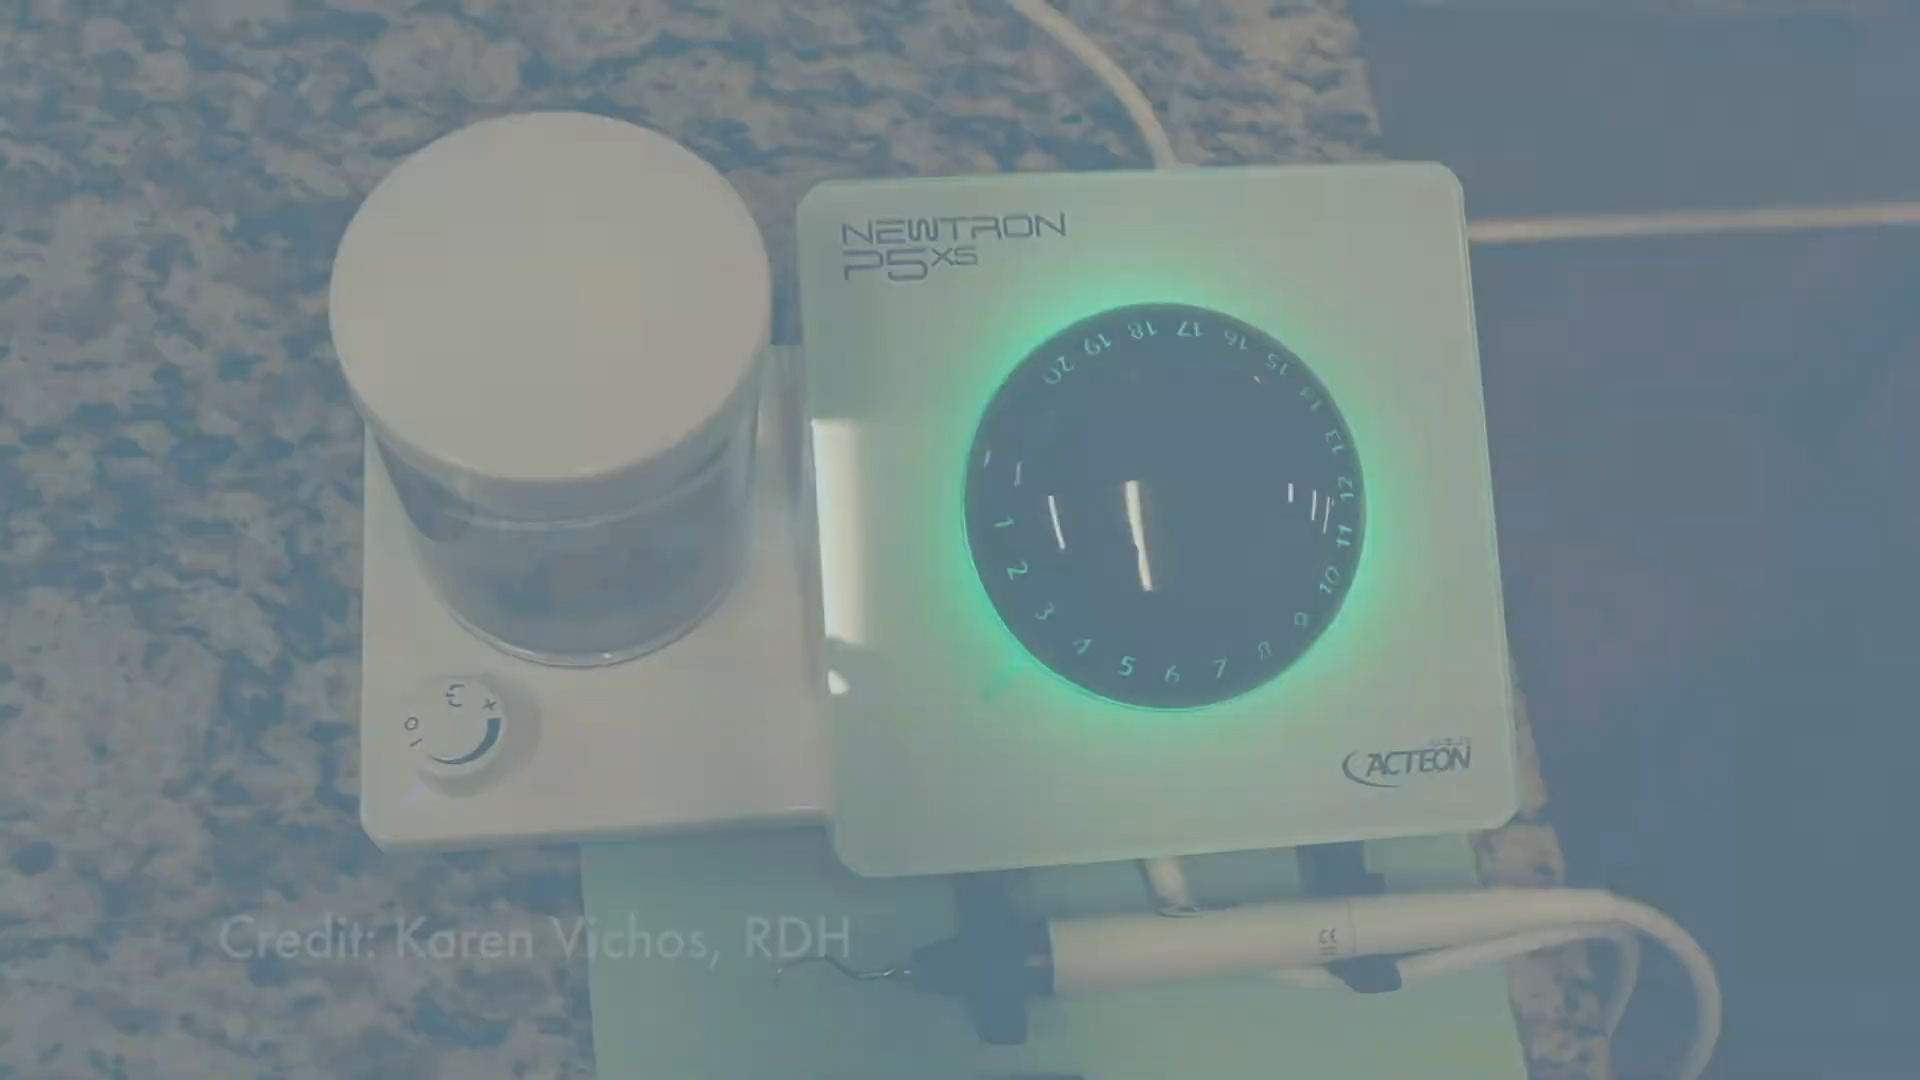 NEWTRON
P5XS
20 19 18 17 16 15 14 13 12 11 10 9 8 7 6 5 4 3 2 1
ACTEON
CE
Credit: Karen Vichos, RDH